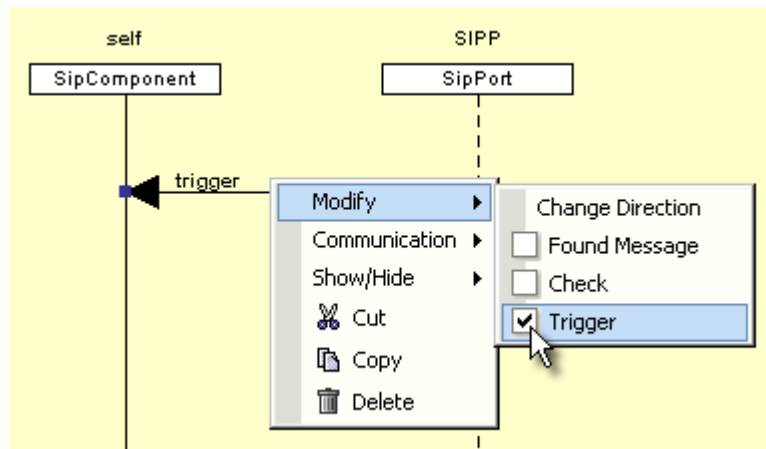 self
SIPP
SipComponent
SipPort
trigger
Modify
Change Direction
Communication
Found Message
Show/Hide
Check
Cut
Trigger
Copy
Delete